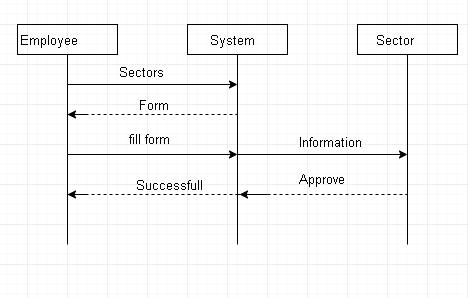 Employee
System
Sector
Sectors
Form
fill form
Information
Successfull
Approve